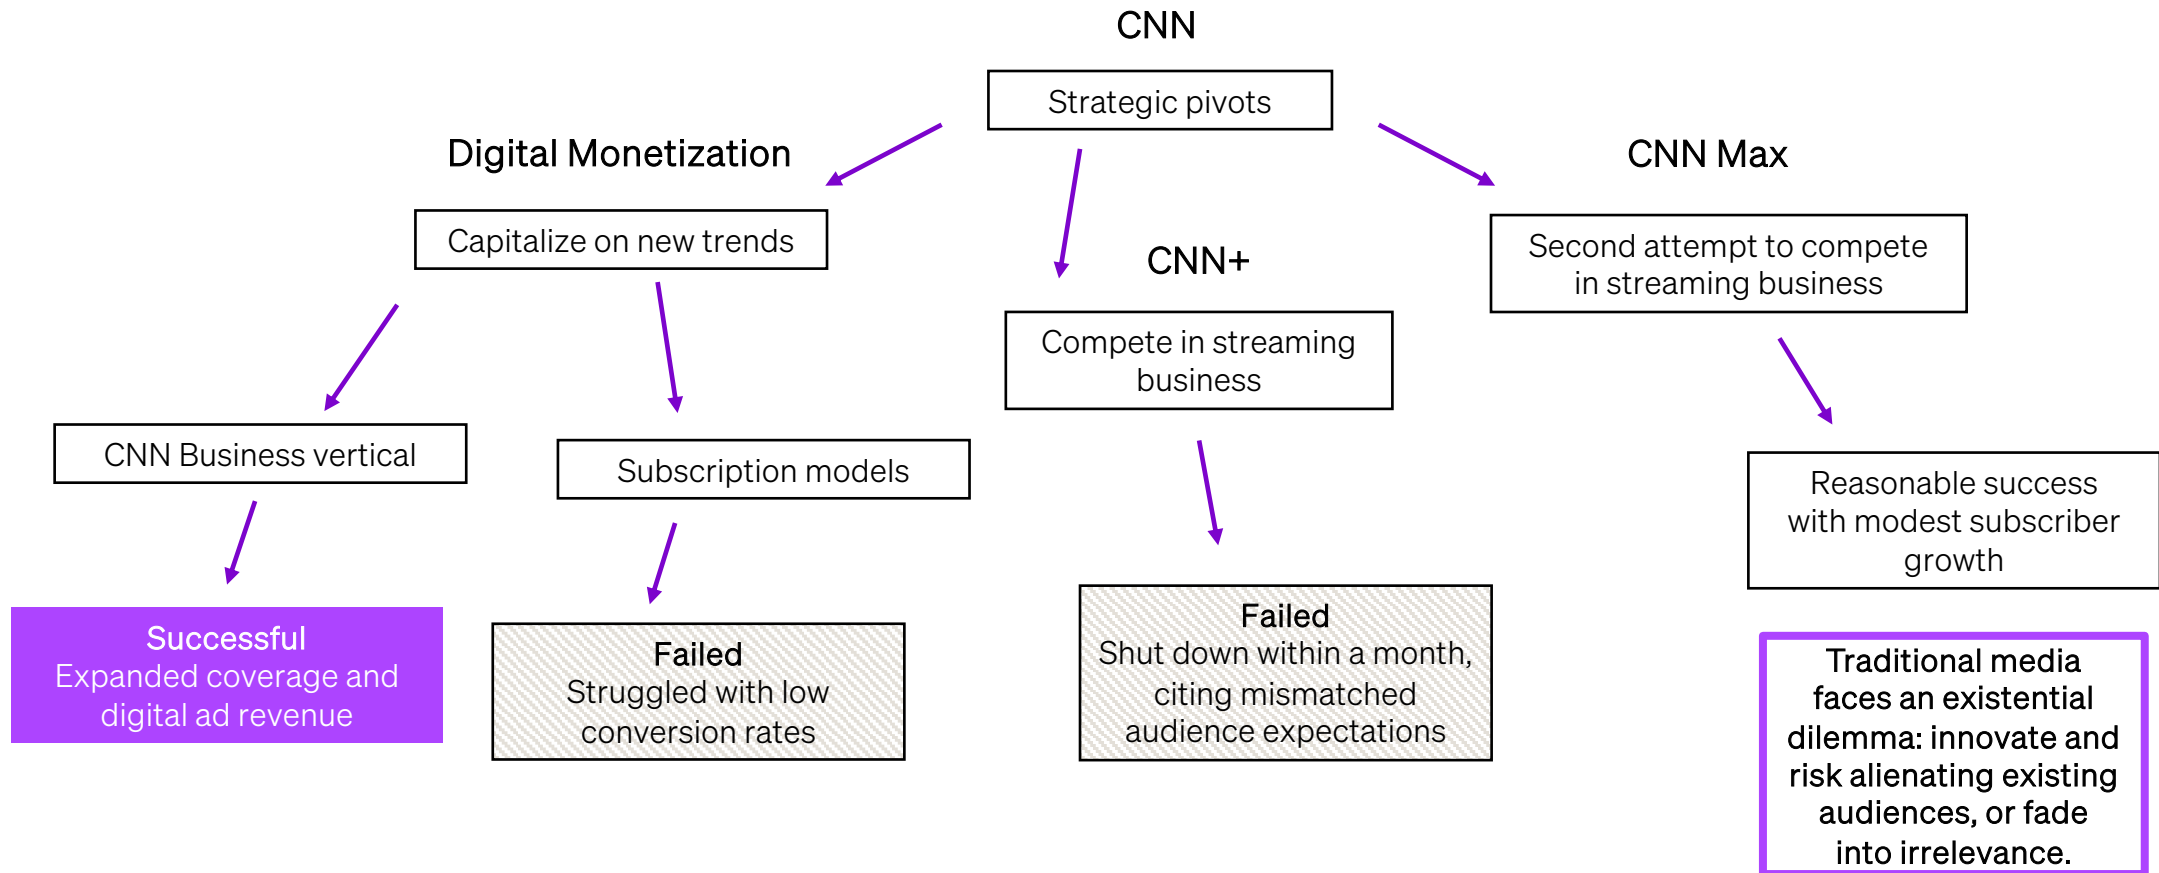 CNN
Strategic pivots
Digital Monetization
Capitalize on new trends
CNN Business vertical
Successful
Expanded coverage and
digital ad revenue
Subscription models
Failed
Struggled with low
conversion rates
CNN+
Compete in streaming
business
Failed
Shut down within a month,
citing mismatched
audience expectations
CNN Max
Second attempt to compete
in streaming business
Reasonable success
with modest subscriber
growth
Traditional media
faces an existential
dilemma: innovate and
risk alienating existing
audiences, or fade
into irrelevance.